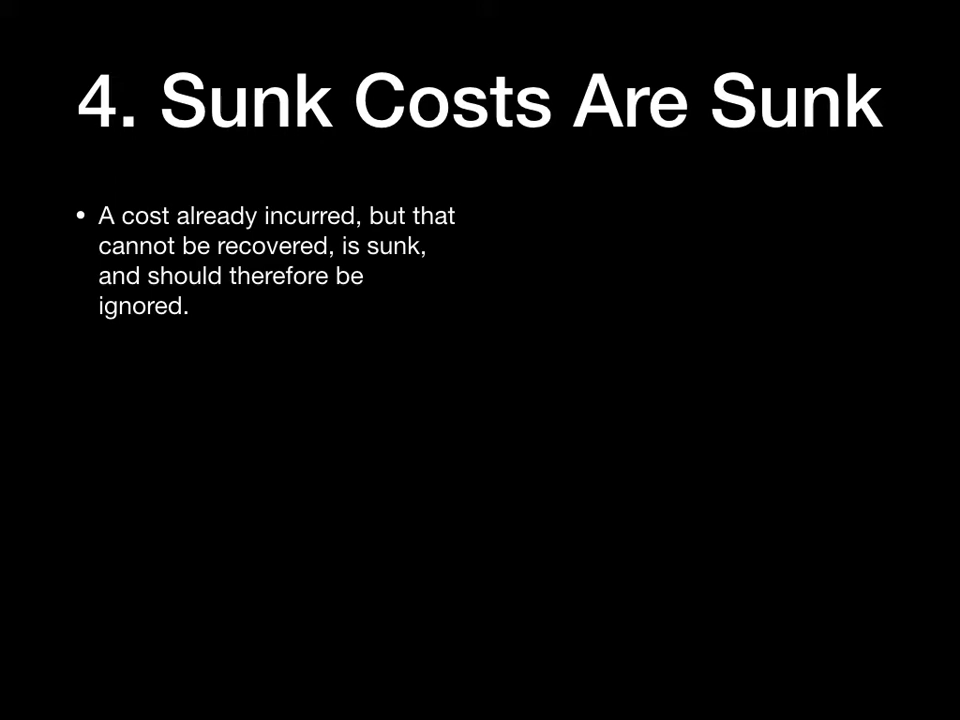 4. Sunk Costs Are Sunk
• A cost already incurred, but that
cannot be recovered, is sunk,
and should therefore be
ignored.